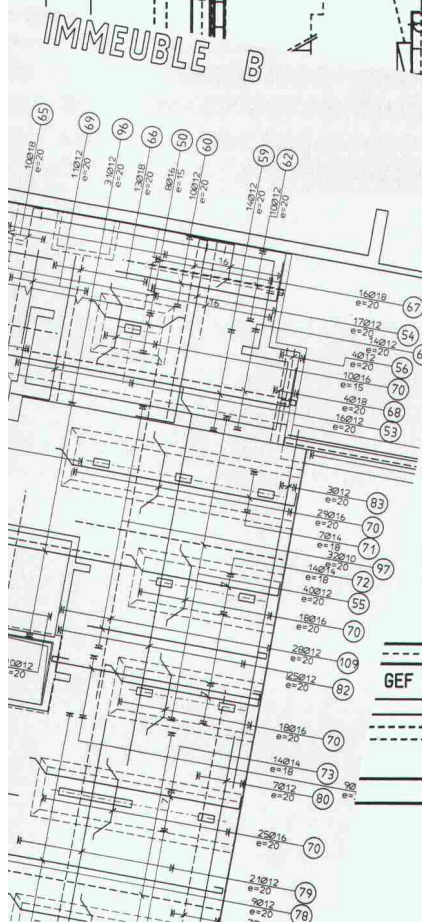 IMMEUBLE B
65
69
96
66
50
60
59
62
10Ø18
e=20
11Ø12
e=20
31Ø12
e=20
13Ø18
e=20
8Ø16
e=15
10Ø12
e=20
14Ø12
e=20
10Ø12
e=20
16
16
16Ø18
e=20
67
17Ø12
e=20
54
14Ø12
e=20
4Ø12
e=20
56
10Ø16
e=15
70
4Ø18
e=20
68
16Ø12
e=20
53
3Ø12
e=20
83
29Ø16
e=20
70
7Ø14
e=18
71
32Ø10
e=20
97
14Ø14
e=18
72
40Ø12
e=20
55
18Ø16
e=20
70
28Ø12
e=20
109
25Ø12
e=20
82
GEF
18Ø16
e=20
70
14Ø14
e=18
73
7Ø12
e=20
80
25Ø16
e=20
70
21Ø12
e=20
79
9Ø12
e=20
78